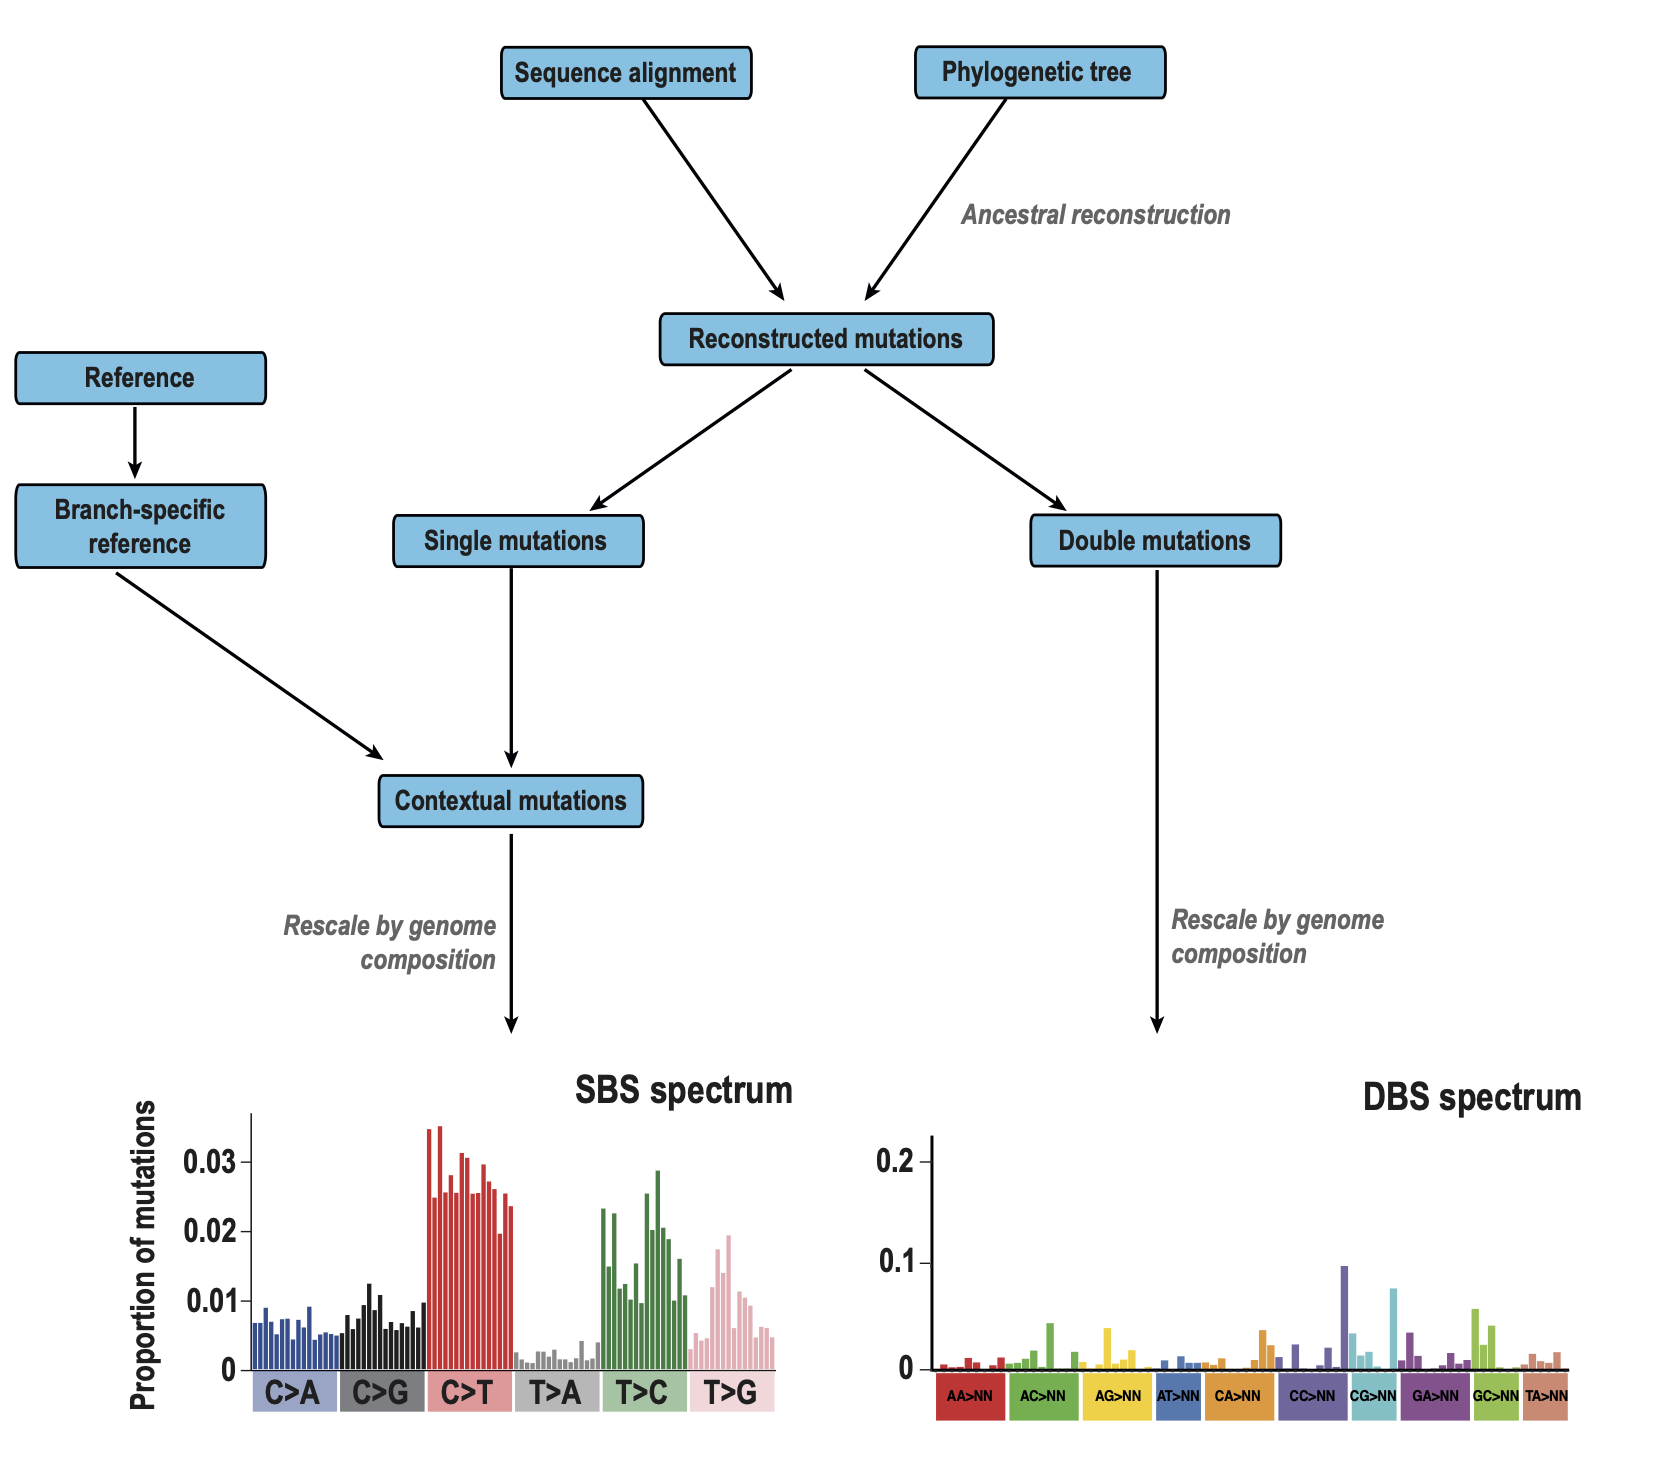 Sequence alignment
Phylogenetic tree
Ancestral reconstruction
Reconstructed mutations
Reference
Branch-specific
reference
Single mutations
Double mutations
Contextual mutations
Rescale by genome
composition
Rescale by genome
composition
SBS spectrum
Proportion of mutations
0.03
0.02
0.01
0
C>A
C>G
C>T
T>A
T>C
T>G
DBS spectrum
0.2
0.1
0
AA>NN
AC>NN
AG>NN
AT>NN
CA>NN
CC>NN
CG>NN
GA>NN
GC>NN
TA>NN